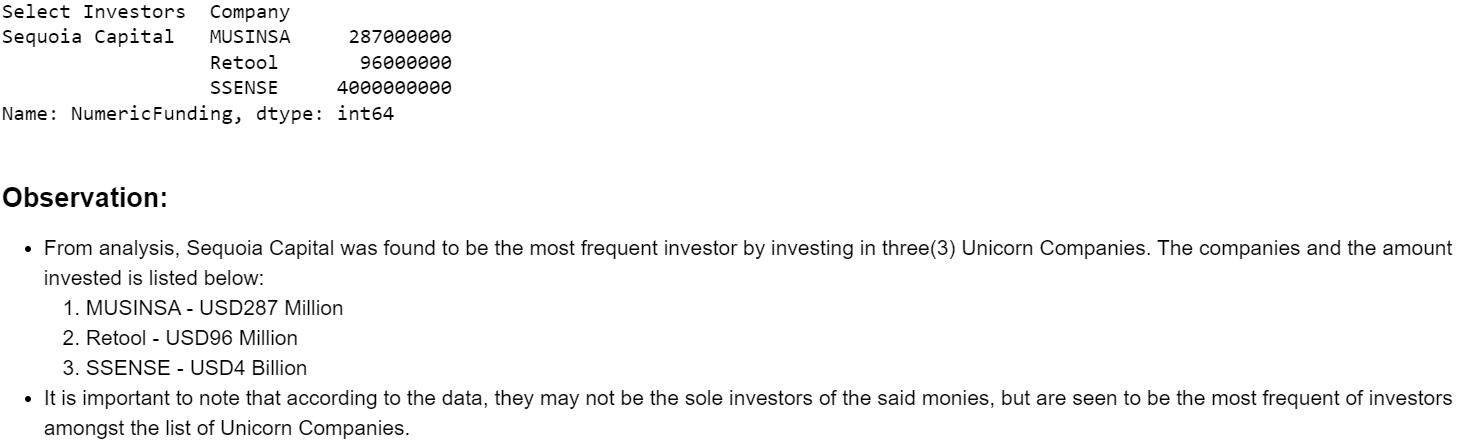 Select Investors  Company
Sequoia Capital   MUSINSA     287000000
                  Retool       96000000
                  SSENSE     4000000000
Name: NumericFunding, dtype: int64
Observation:
• From analysis, Sequoia Capital was found to be the most frequent investor by investing in three(3) Unicorn Companies. The companies and the amount
invested is listed below:
1. MUSINSA - USD287 Million
2. Retool - USD96 Million
3. SSENSE - USD4 Billion
• It is important to note that according to the data, they may not be the sole investors of the said monies, but are seen to be the most frequent of investors
amongst the list of Unicorn Companies.